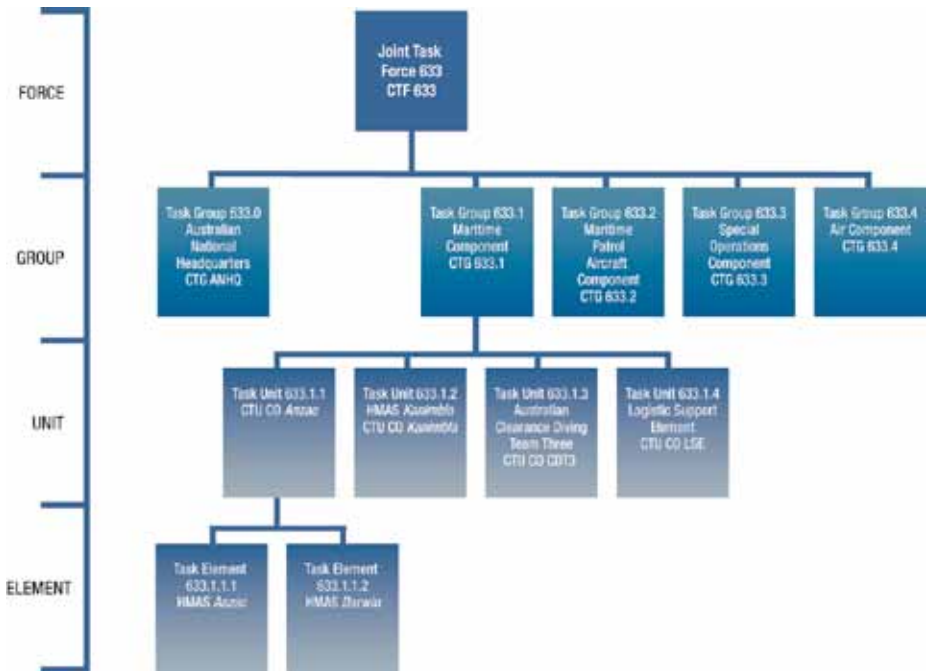 FORCE
Joint Task
Force 633
CTF 633
GROUP
Task Group 633.0
Australian
National
Headquarters
CTG ANHQ
Task Group 633.1
Maritime
Component
CTG 633.1
Task Group 633.2
Maritime
Patrol
Aircraft
Component
CTG 633.2
Task Group 633.3
Special
Operations
Component
CTG 633.3
Task Group 633.4
Air Component
CTG 633.4
UNIT
Task Unit 633.1.1
CTU CO Anzac
Task Unit 633.1.2
HMAS Kanimbla
CTU CO Kanimbla
Task Unit 633.1.3
Australian
Clearance Diving
Team Three
CTU CO CDT3
Task Unit 633.1.4
Logistic Support
Element
CTU CO LSE
ELEMENT
Task Element
633.1.1.1
HMAS Anzac
Task Element
633.1.1.2
HMAS Darwin